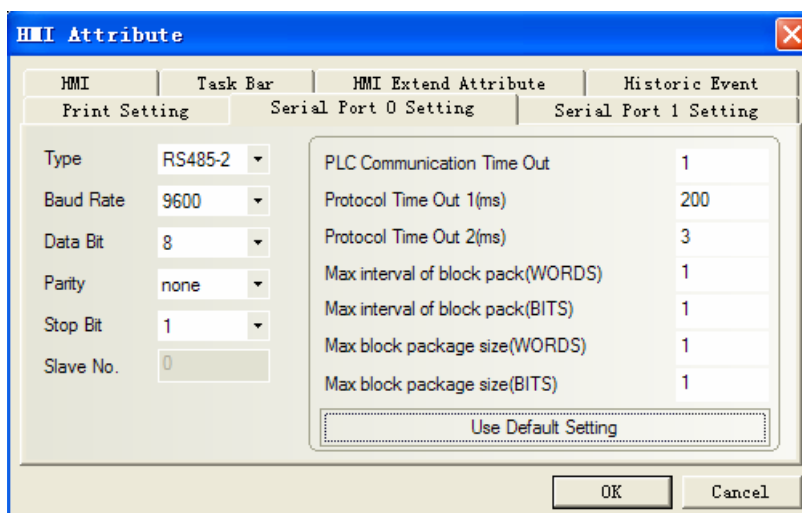 HMI Attribute
HMI
Task Bar
HMI Extend Attribute
Historic Event
Print Setting
Serial Port 0 Setting
Serial Port 1 Setting
Type
RS485-2
Baud Rate
9600
Data Bit
8
Parity
none
Stop Bit
1
Slave No.
0
PLC Communication Time Out
1
Protocol Time Out 1(ms)
200
Protocol Time Out 2(ms)
3
Max interval of block pack(WORDS)
1
Max interval of block pack(BITS)
1
Max block package size(WORDS)
1
Max block package size(BITS)
1
Use Default Setting
OK
Cancel